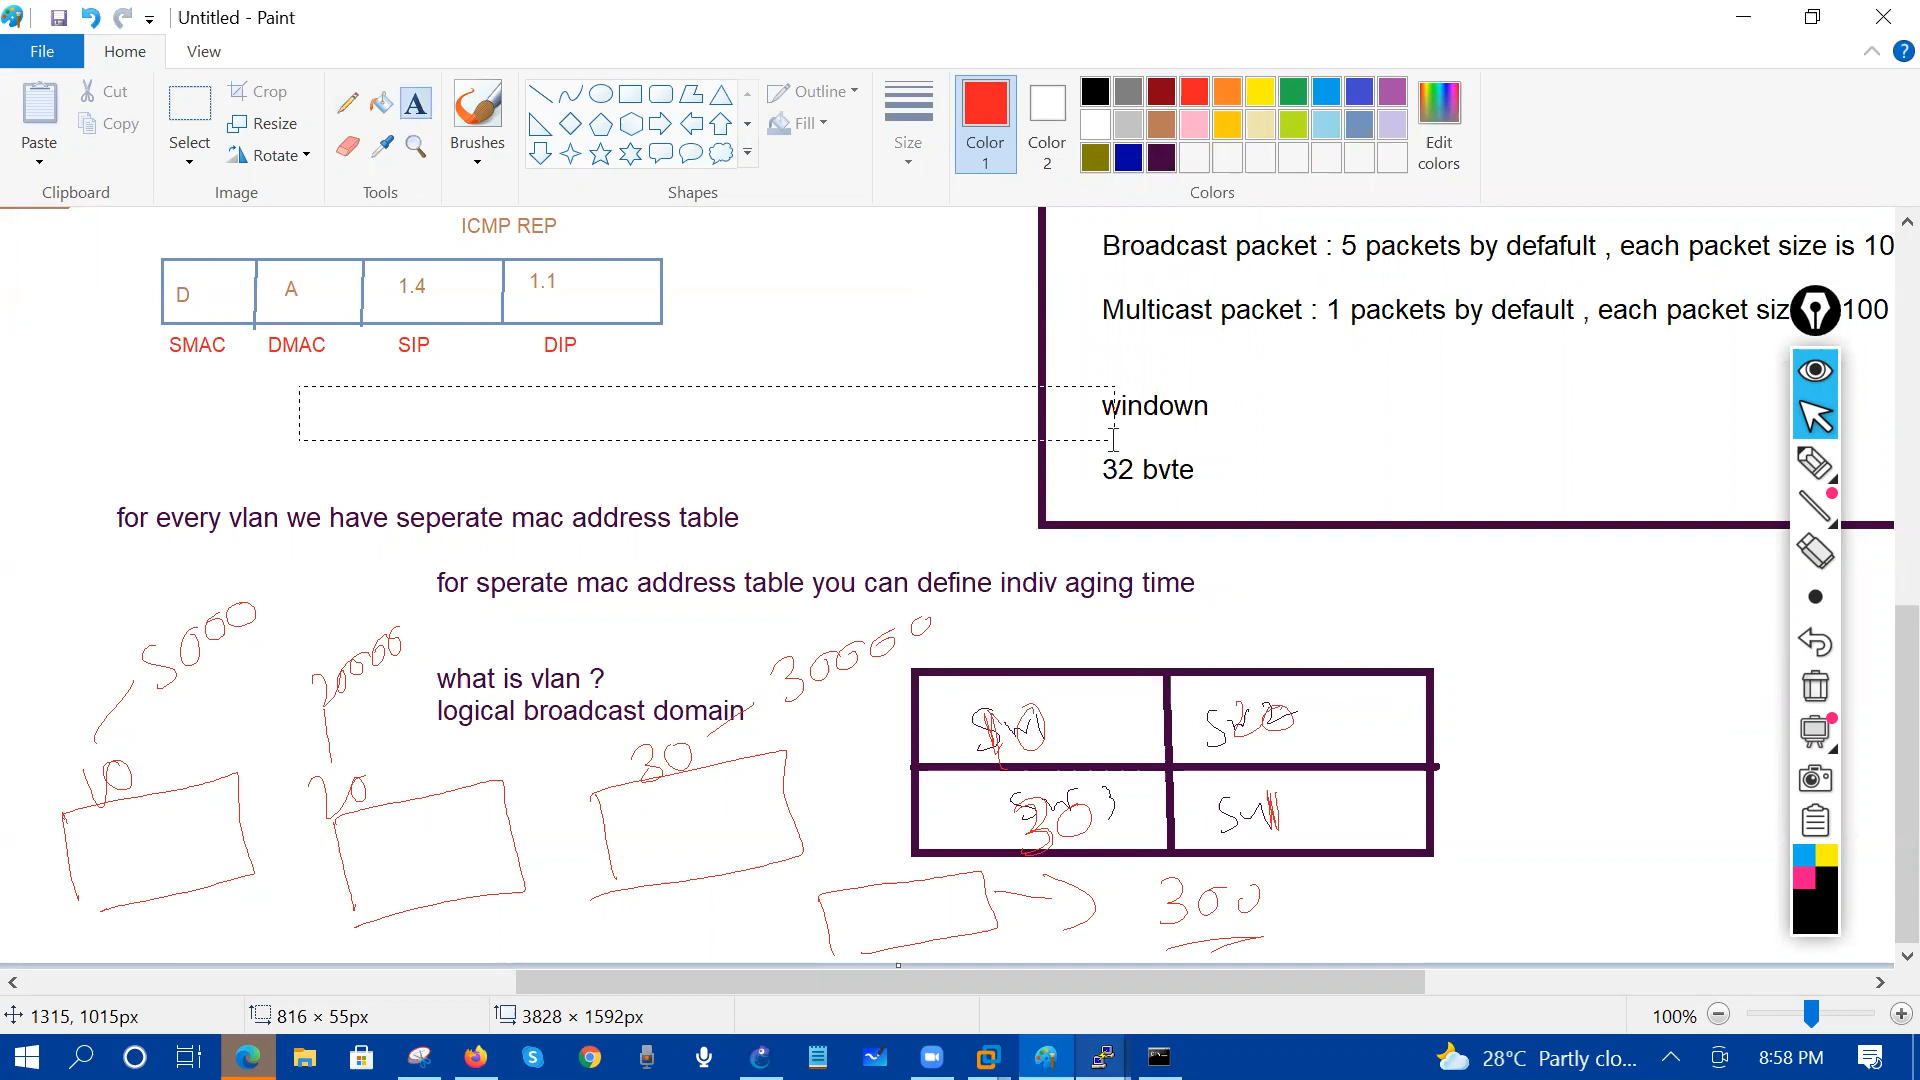 Untitled - Paint
File
Home
View
Paste
Cut
Copy
Clipboard
Select
Crop
Resize
Rotate
Image
A
Tools
Brushes
Outline
Fill
Shapes
Size
Color
1
Color
2
Edit
colors
Colors
ICMP REP
D
A
1.4
1.1
SMAC
DMAC
SIP
DIP
Broadcast packet : 5 packets by defafult , each packet size is 10
Multicast packet : 1 packets by default , each packet siz
100
windown
32 bvte
for every vlan we have seperate mac address table
for sperate mac address table you can define indiv aging time
what is vlan ?
logical broadcast domain
5000
20000
30000
10
20
30
30
300
1315, 1015px
816 × 55px
3828 × 1592px
100%
28°C Partly clo...
8:58 PM